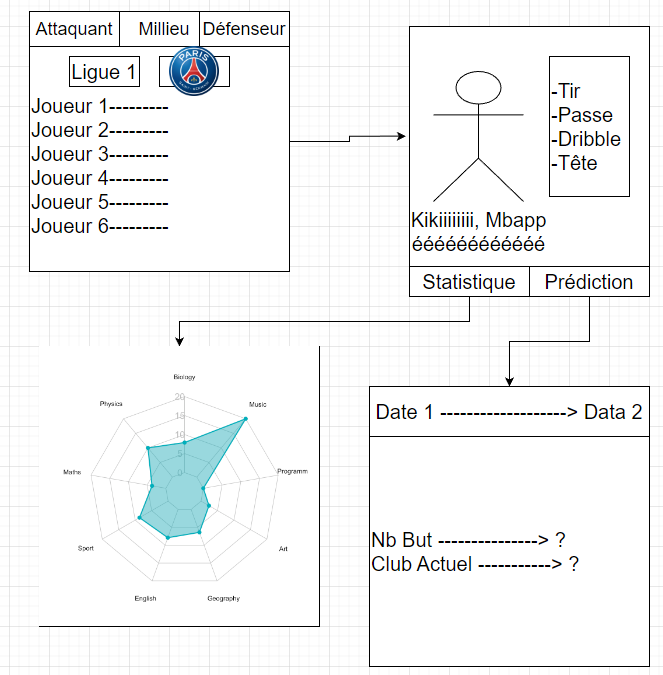 Attaquant
Millieu
Défenseur
Ligue 1
PARIS
Joueur 1---------
Joueur 2---------
Joueur 3---------
Joueur 4---------
Joueur 5---------
Joueur 6---------
-Tir
-Passe
-Dribble
-Tête
Kikiiiiiiii, Mbapp
éééééééééééé
Statistique
Prédiction
Biology
Physics
Music
20
15
10
5
0
Maths
Programm
Sport
Art
English
Geography
Date 1 -------------------> Data 2
Nb But ---------------> ?
Club Actuel -----------> ?